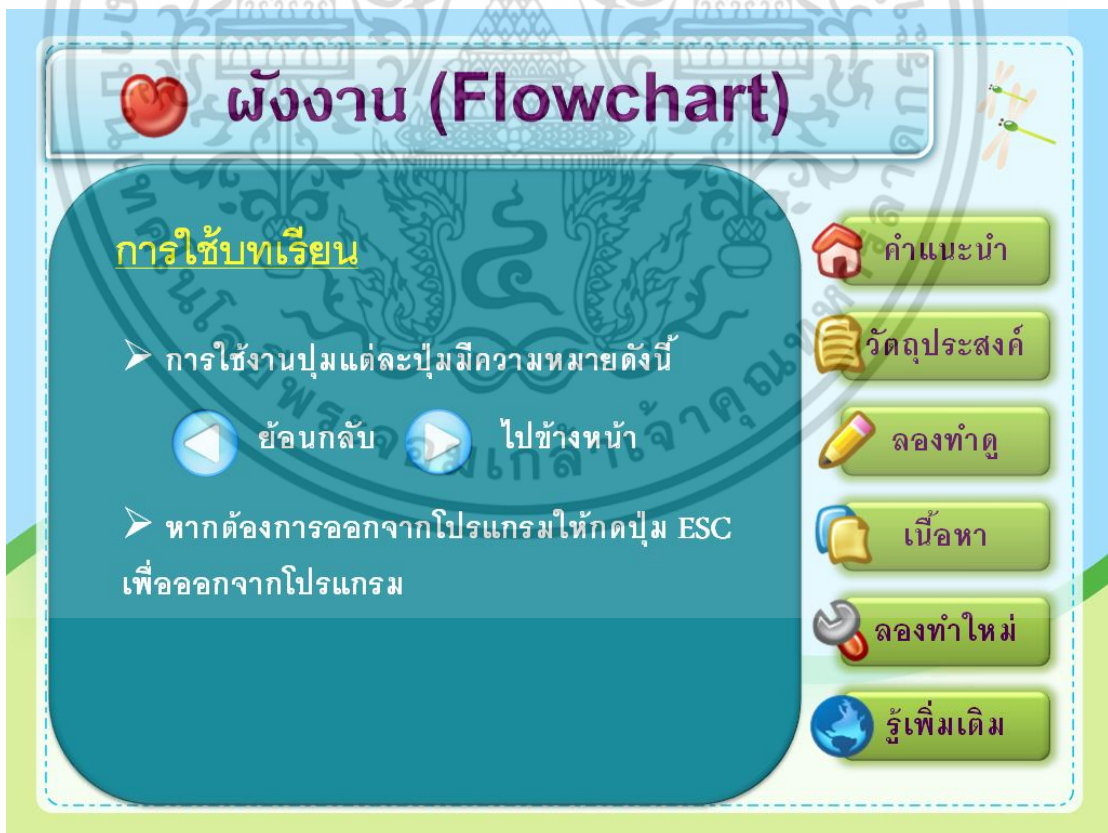 ผังงาน (Flowchart)
การใช้บทเรียน
➢ การใช้งานปุ่มแต่ละปุ่มมีความหมายดังนี้
ย้อนกลับ ไปข้างหน้า
➢ หากต้องการออกจากโปรแกรมให้กดปุ่ม ESC
เพื่อออกจากโปรแกรม
คำแนะนำ
วัตถุประสงค์
ลองทำดู
เนื้อหา
ลองทำใหม่
รู้เพิ่มเติม